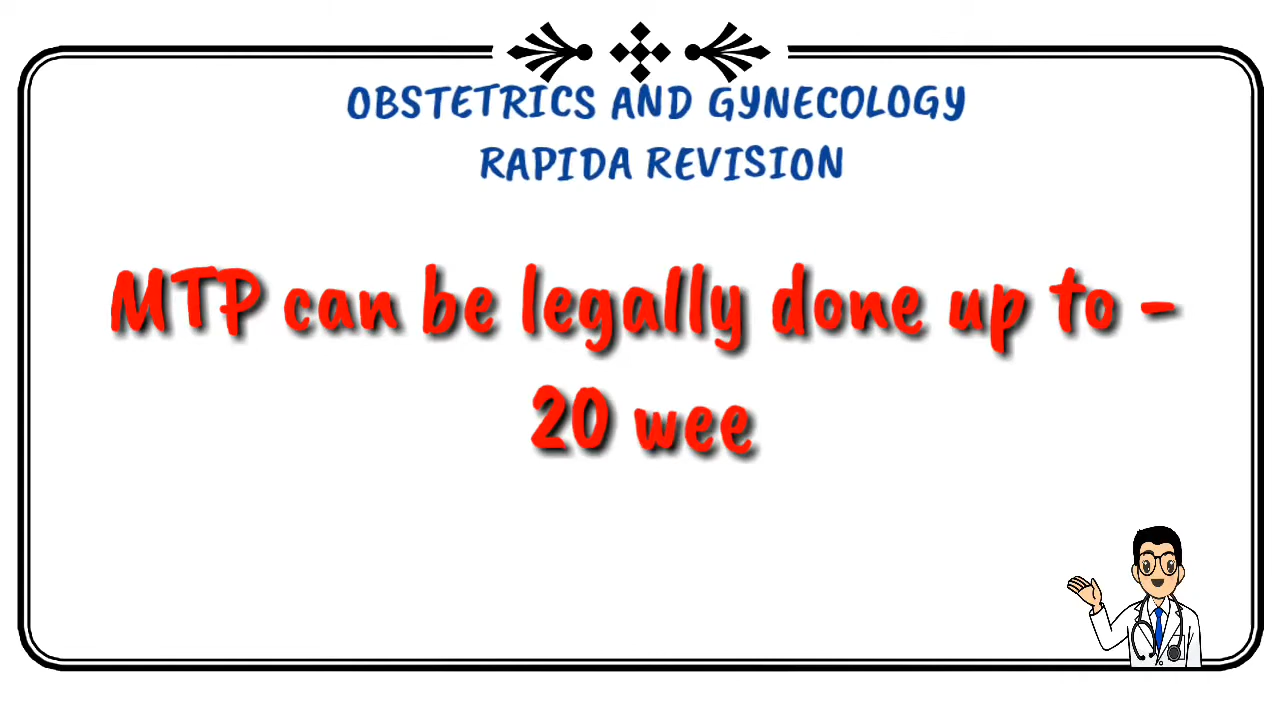 OBSTETRICS AND GYNECOLOGY
RAPIDA REVISION
MTP can be legally done up to -
20 wee